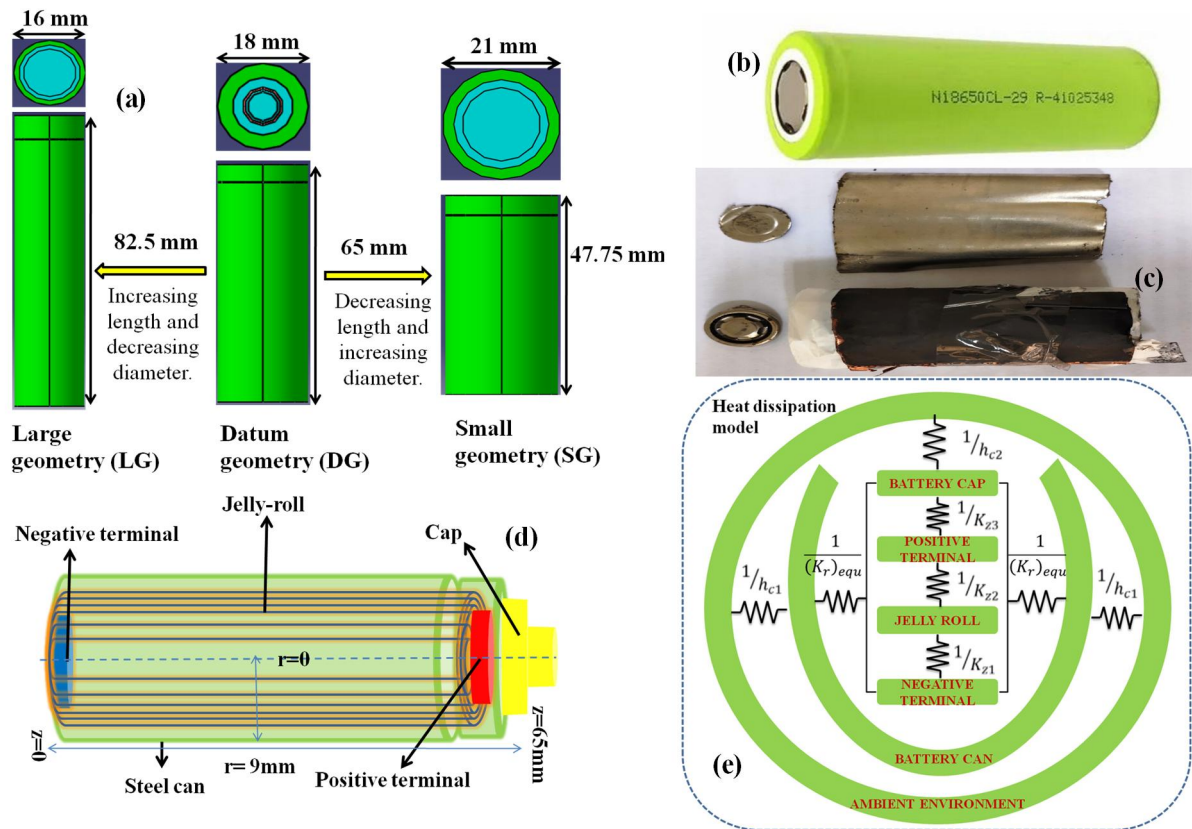 16 mm
18 mm
21 mm
(a)
82.5 mm
65 mm
47.75 mm
Increasing
length and
decreasing
diameter.
Decreasing
length and
increasing
diameter.
Large
geometry (LG)
Datum
geometry (DG)
Small
geometry (SG)
(b)
N18650CL-29 R-41025348
(c)
Jelly-roll
Negative terminal
Cap
(d)
r=0
z=0
z=65mm
r= 9mm
Steel can
Positive terminal
Heat dissipation
model
1/h_c2
BATTERY CAP
1/K_z3
POSITIVE
TERMINAL
1/(K_r)_equ
1/(K_r)_equ
1/h_c1
1/h_c1
1/K_z2
JELLY ROLL
1/K_z1
NEGATIVE
TERMINAL
(e)
BATTERY CAN
AMBIENT ENVIRONMENT